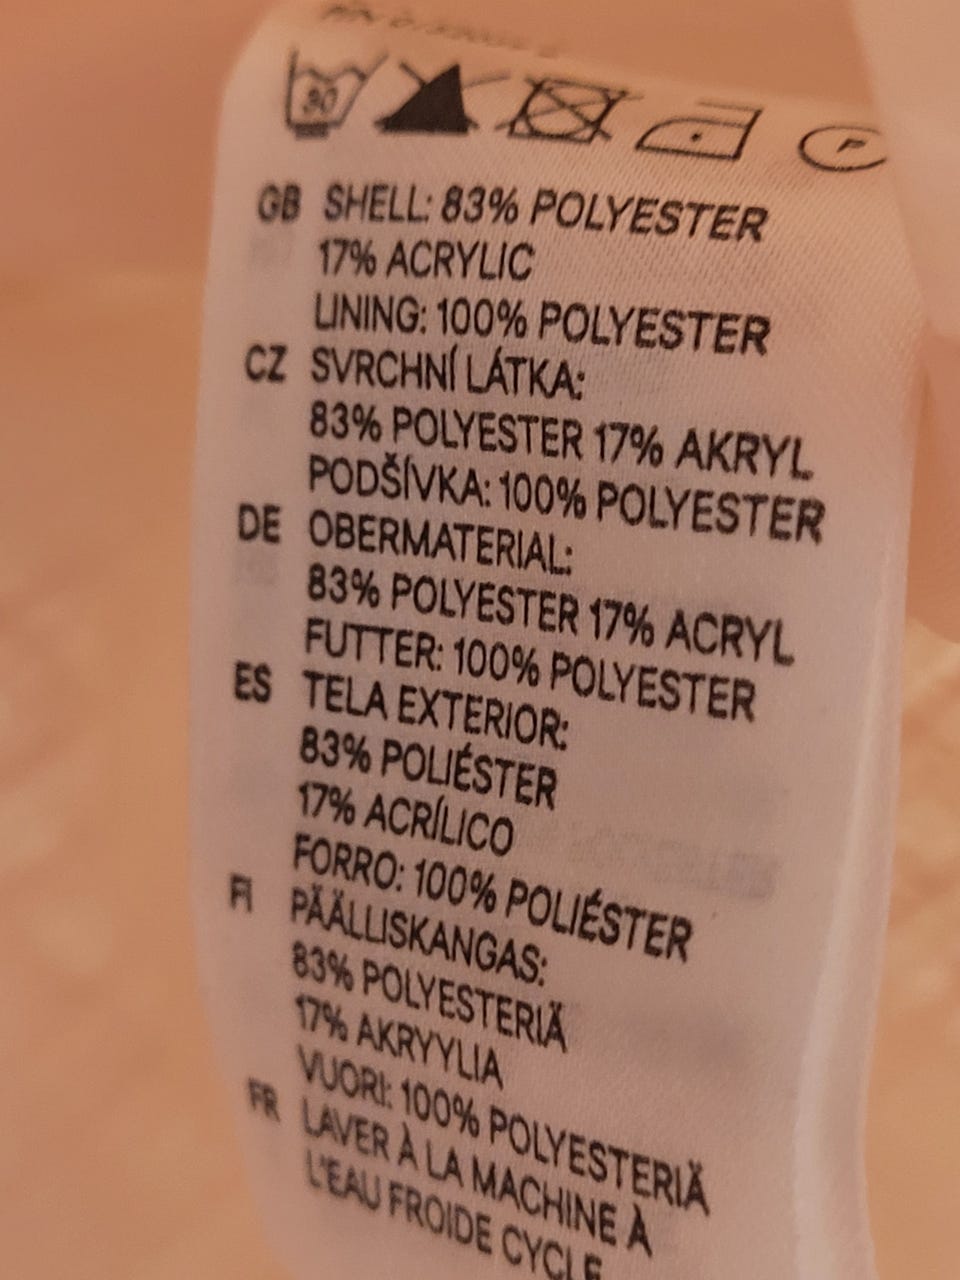 30
P
GB SHELL: 83% POLYESTER
17% ACRYLIC
LINING: 100% POLYESTER
CZ SVRCHNÍ LÁTKA:
83% POLYESTER 17% AKRYL
PODŠÍVKA: 100% POLYESTER
DE OBERMATERIAL:
83% POLYESTER 17% ACRYL
FUTTER: 100% POLYESTER
ES TELA EXTERIOR:
83% POLIÉSTER
17% ACRÍLICO
FORRO: 100% POLIÉSTER
FI PÄÄLLISKANGAS:
83% POLYESTERIÄ
17% AKRYYLIA
VUORI: 100% POLYESTERIÄ
FR LAVER À LA MACHINE À
L'EAU FROIDE CYCLE